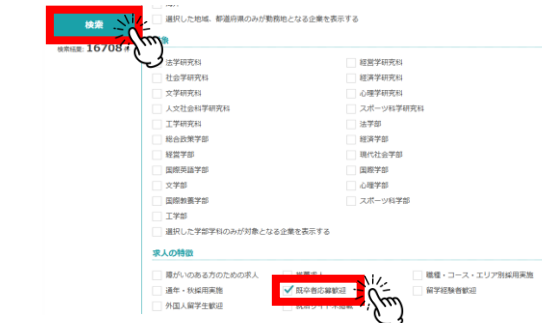 選択した地域、都道府県のみが勤務地となる企業を表示する
検索
検索結果: 16708
象
法学研究科 経営学研究科
社会学研究科 経済学研究科
文学研究科 心理学研究科
人文社会科学研究科 スポーツ科学研究科
工学研究科 法学部
総合政策学部 経済学部
経営学部 現代社会学部
国際英語学部 国際学部
文学部 心理学部
国際教養学部 スポーツ科学部
工学部
選択した学部学科のみが対象となる企業を表示する
求人の特徴
障がいのある方のための求人 職種・コース・エリア別採用実施
通年・秋採用実施 既卒者応募歓迎 留学経験者歓迎
外国人留学生歓迎